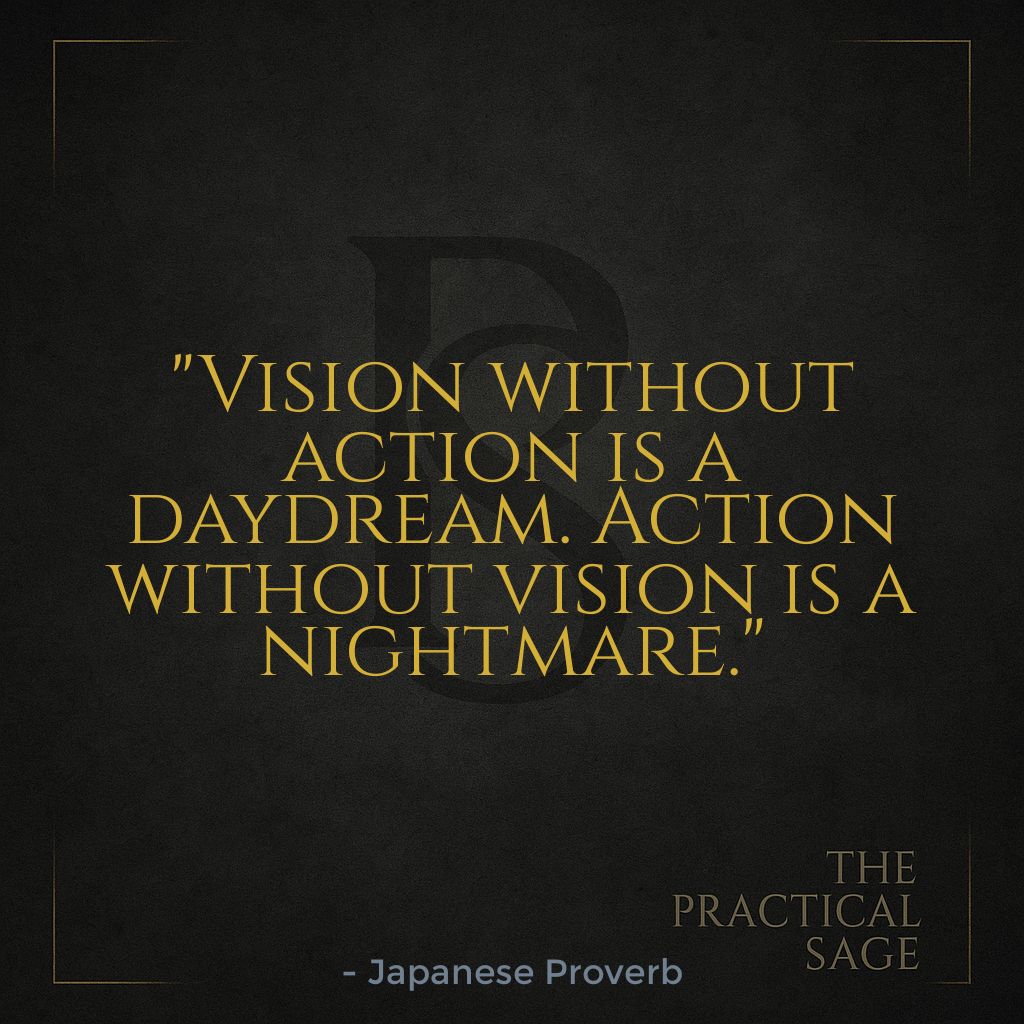 "Vision without
action is a
daydream. Action
without vision is a
nightmare."
THE
PRACTICAL
SAGE
- Japanese Proverb